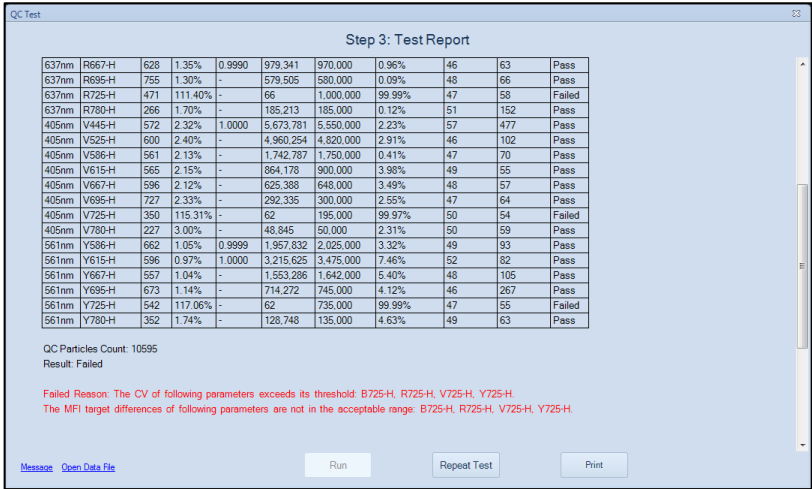 QC Test
Step 3: Test Report
637nm R667-H 628 1.35% 0.9990 979,341 970,000 0.96% 46 63 Pass
637nm R695-H 755 1.30% - 579,505 580,000 0.09% 48 66 Pass
637nm R725-H 471 111.40% - 66 1,000,000 99.99% 47 58 Failed
637nm R780-H 266 1.70% - 185,213 185,000 0.12% 51 152 Pass
405nm V445-H 572 2.32% 1.0000 5,673,781 5,550,000 2.23% 57 477 Pass
405nm V525-H 600 2.40% - 4,960,254 4,820,000 2.91% 46 102 Pass
405nm V586-H 561 2.13% - 1,742,787 1,750,000 0.41% 47 70 Pass
405nm V615-H 565 2.15% - 864,178 900,000 3.98% 49 55 Pass
405nm V667-H 596 2.12% - 625,388 648,000 3.49% 48 57 Pass
405nm V695-H 727 2.33% - 292,335 300,000 2.55% 47 64 Pass
405nm V725-H 350 115.31% - 62 195,000 99.97% 50 54 Failed
405nm V780-H 227 3.00% - 48,845 50,000 2.31% 50 59 Pass
561nm Y586-H 662 1.05% 0.9999 1,957,832 2,025,000 3.32% 49 93 Pass
561nm Y615-H 596 0.97% 1.0000 3,215,625 3,475,000 7.46% 52 82 Pass
561nm Y667-H 557 1.04% - 1,553,286 1,642,000 5.40% 48 105 Pass
561nm Y695-H 673 1.14% - 714,272 745,000 4.12% 46 267 Pass
561nm Y725-H 542 117.06% - 62 735,000 99.99% 47 55 Failed
561nm Y780-H 352 1.74% - 128,748 135,000 4.63% 49 63 Pass
QC Particles Count: 10595
Result: Failed
Failed Reason: The CV of following parameters exceeds its threshold: B725-H, R725-H, V725-H, Y725-H.
The MFI target differences of following parameters are not in the acceptable range: B725-H, R725-H, V725-H, Y725-H.
Message Open Data File Run Repeat Test Print